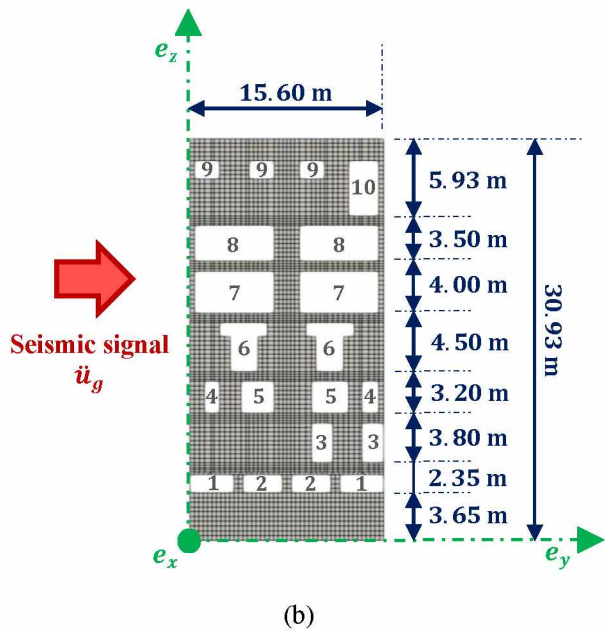 e_z
15.60 m
9 9 9 10
5.93 m
8 8
3.50 m
7 7
4.00 m
30.93 m
Seismic signal
ü_g
6 6
4.50 m
4 5 5 4
3.20 m
3 3
3.80 m
1 2 2 1
2.35 m
3.65 m
e_x
e_y
(b)